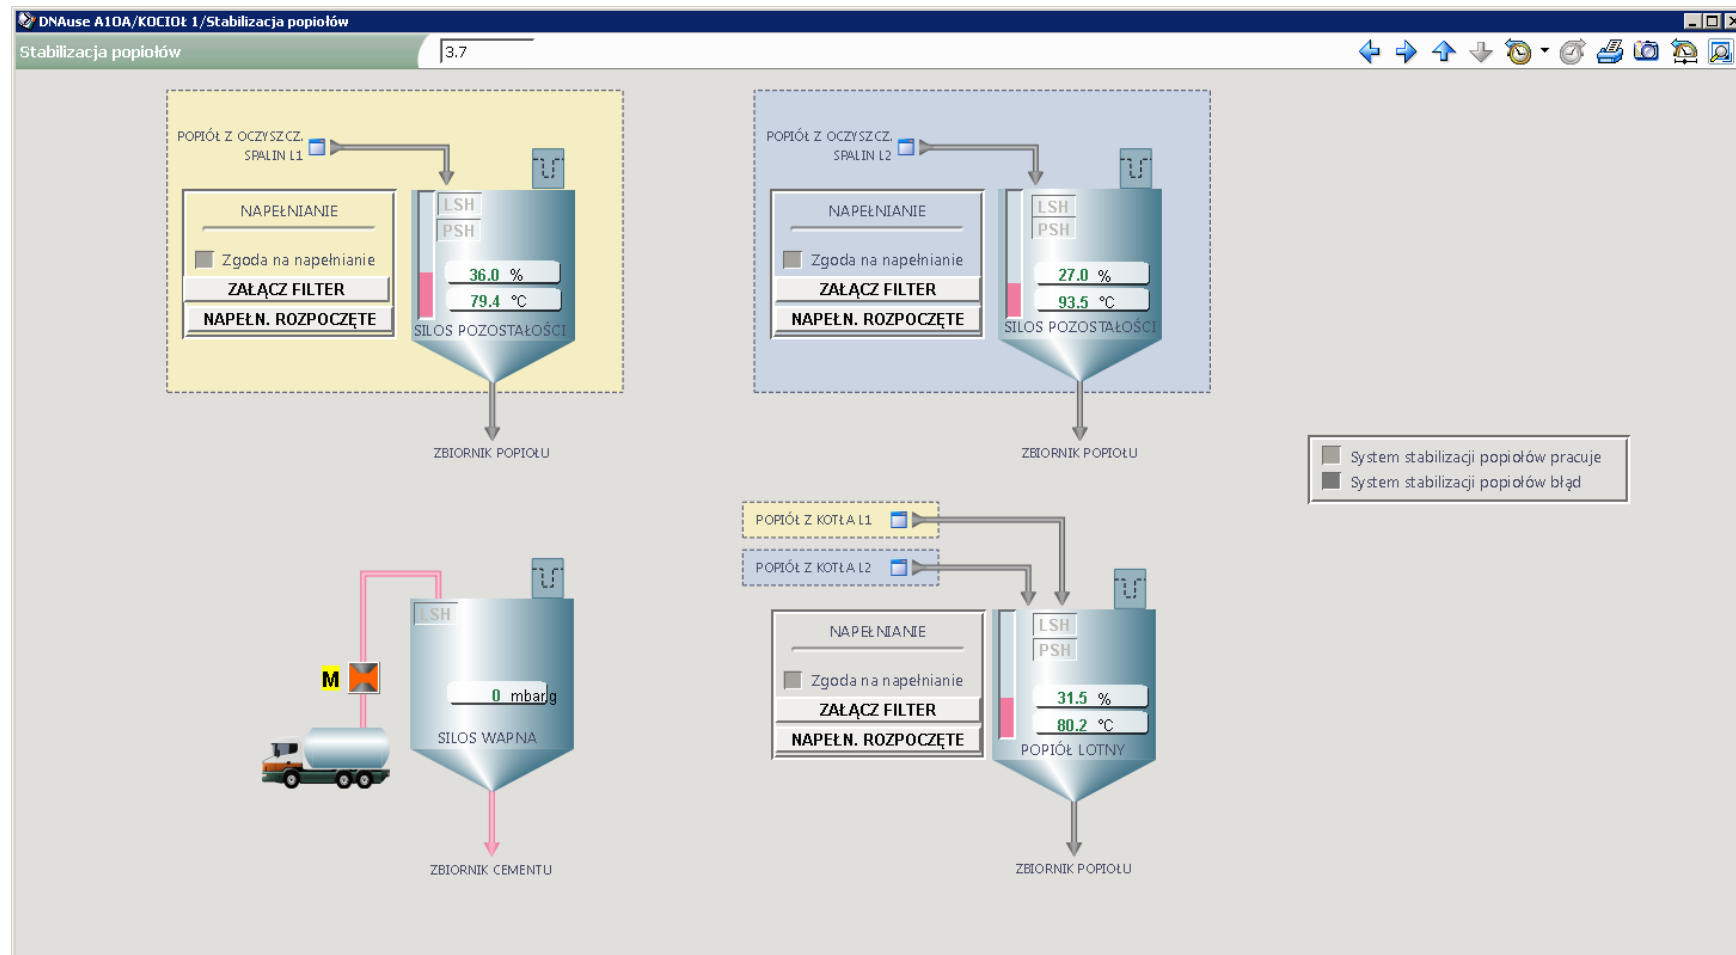 DNAuse A10A/KOCIOŁ 1/Stabilizacja popiołów
Stabilizacja popiołów
3.7
POPIÓŁ Z OCZYSZCZ.
SPALIN L1
NAPEŁNIANIE
Zgoda na napełnianie
ZAŁĄCZ FILTER
NAPEŁN. ROZPOCZĘTE
LSH
PSH
36.0 %
79.4 °C
SILOS POZOSTAŁOŚCI
ZBIORNIK POPIOŁU
POPIÓŁ Z OCZYSZCZ.
SPALIN L2
NAPEŁNIANIE
Zgoda na napełnianie
ZAŁĄCZ FILTER
NAPEŁN. ROZPOCZĘTE
LSH
PSH
27.0 %
93.5 °C
SILOS POZOSTAŁOŚCI
ZBIORNIK POPIOŁU
System stabilizacji popiołów pracuje
System stabilizacji popiołów błąd
LSH
M
0 mbar,g
SILOS WAPNA
ZBIORNIK CEMENTU
POPIÓŁ Z KOTŁA L1
POPIÓŁ Z KOTŁA L2
NAPEŁNIANIE
Zgoda na napełnianie
ZAŁĄCZ FILTER
NAPEŁN. ROZPOCZĘTE
LSH
PSH
31.5 %
80.2 °C
POPIÓŁ LOTNY
ZBIORNIK POPIOŁU